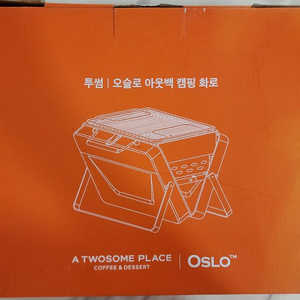 투썸 | 오슬로 아웃백 캠핑 화로
A TWOSOME PLACE | OSLO™
COFFEE & DESSERT